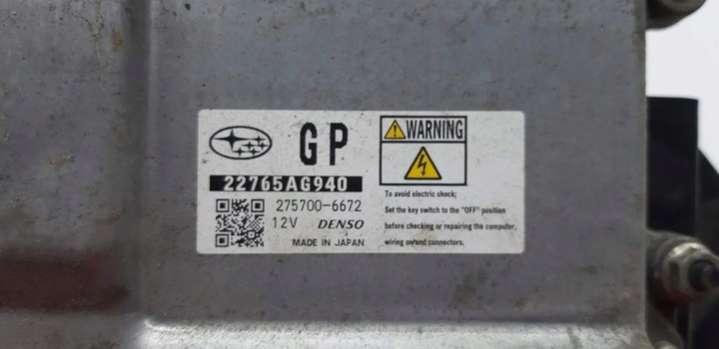 GP
22765AG940
275700-6672
12V DENSO
MADE IN JAPAN
WARNING
To avoid electric shock;
Set the key switch to the "OFF" position
before checking or repairing the computer,
wiring or/and connectors.